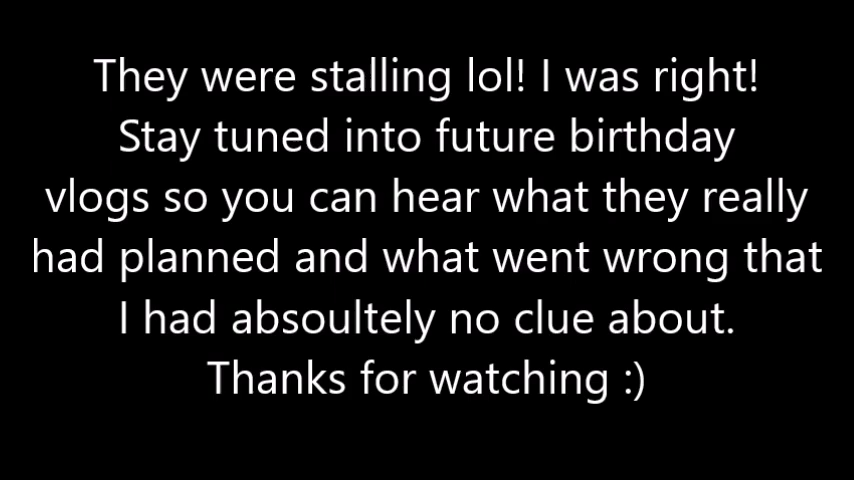 They were stalling lol! I was right!
Stay tuned into future birthday
vlogs so you can hear what they really
had planned and what went wrong that
I had absoultely no clue about.
Thanks for watching :)